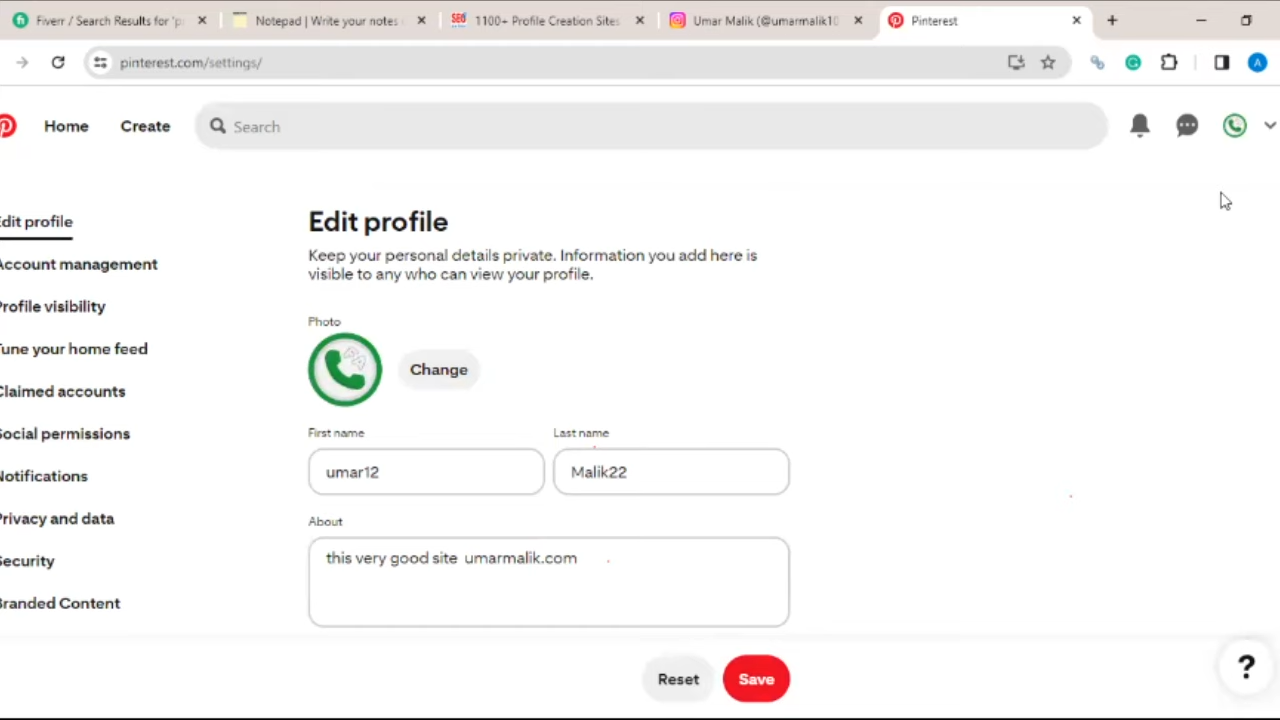 Fiverr / Search Results for 'p
Notepad | Write your notes
SEO 1100+ Profile Creation Sites
Umar Malik (@umarmalik10
Pinterest
pinterest.com/settings/
A
Home
Create
Search
Edit profile
Account management
Profile visibility
Tune your home feed
Claimed accounts
Social permissions
Notifications
Privacy and data
Security
Branded Content
Edit profile
Keep your personal details private. Information you add here is
visible to any who can view your profile.
Photo
Change
First name
Last name
umar12
Malik22
About
this very good site umarmalik.com
Reset
Save
?